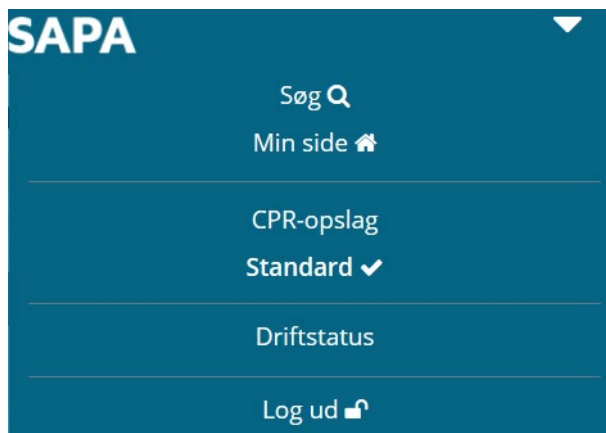 SAPA
Søg
Min side
CPR-opslag
Standard
Driftstatus
Log ud